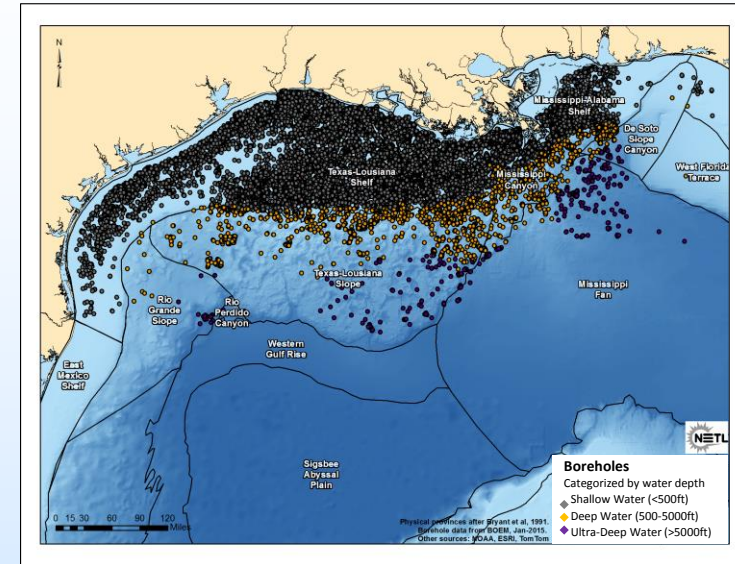 N
Mississippi-Alabama
Shelf
De Soto
Slope
Canyon
West Florida
Terrace
Texas-Lousiana
Shelf
Mississippi
Canyon
Texas-Lousiana
Slope
Mississippi
Fan
Rio
Grande
Slope
Rio
Perdido
Canyon
Western
Gulf Rise
East
Mexico
Shelf
Sigsbee
Abyssal
Plain
NETL
Boreholes
Categorized by water depth
Shallow Water (<500ft)
Deep Water (500-5000ft)
Ultra-Deep Water (>5000ft)
0 15 30 60 90 120
Miles
Physical provinces after Bryant et al, 1991.
Borehole data from BOEM, Jan-2015.
Other sources: NOAA, ESRI, TomTom